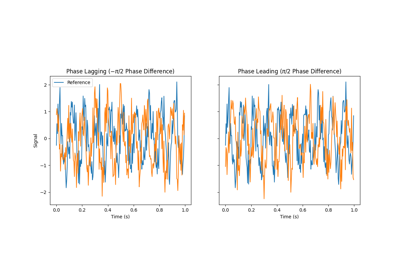 Phase Lagging (−π/2 Phase Difference)
Reference
Signal
2
1
0
−1
−2
0.0 0.2 0.4 0.6 0.8 1.0
Time (s)
Phase Leading (π/2 Phase Difference)
0.0 0.2 0.4 0.6 0.8 1.0
Time (s)